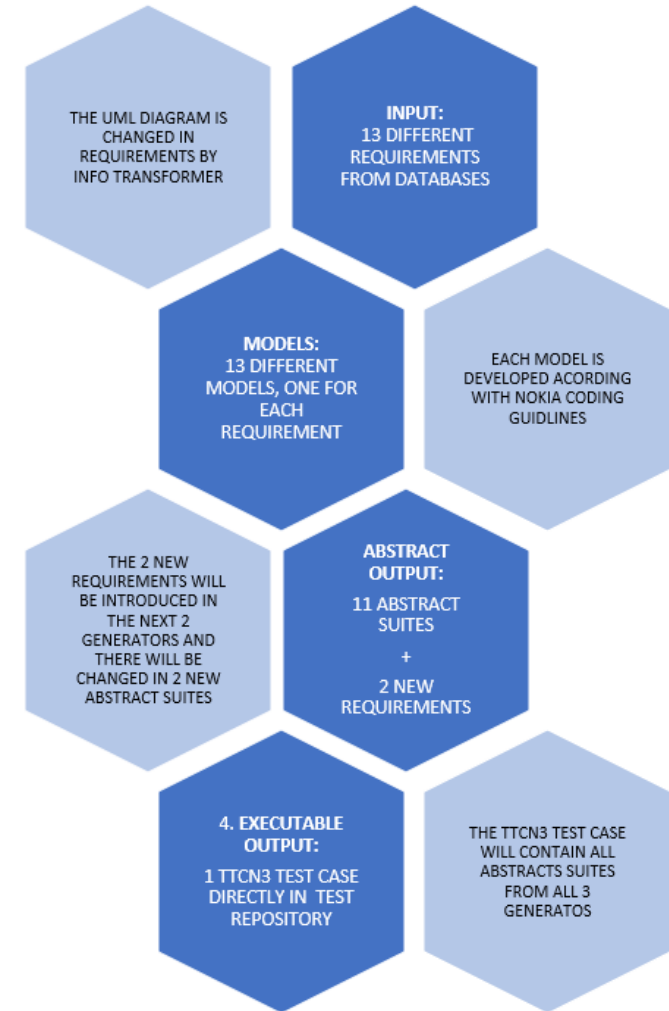 THE UML DIAGRAM IS
CHANGED IN
REQUIREMENTS BY
INFO TRANSFORMER
INPUT:
13 DIFFERENT
REQUIREMENTS
FROM DATABASES
MODELS:
13 DIFFERENT
MODELS, ONE FOR
EACH
REQUIREMENT
EACH MODEL IS
DEVELOPED ACORDING
WITH NOKIA CODING
GUIDLINES
THE 2 NEW
REQUIREMENTS WILL
BE INTRODUCED IN
THE NEXT 2
GENERATORS AND
THERE WILL BE
CHANGED IN 2 NEW
ABSTRACT SUITES
ABSTRACT
OUTPUT:
11 ABSTRACT
SUITES
+
2 NEW
REQUIREMENTS
4. EXECUTABLE
OUTPUT:
1 TTCN3 TEST CASE
DIRECTLY IN TEST
REPOSITORY
THE TTCN3 TEST CASE
WILL CONTAIN ALL
ABSTRACTS SUITES
FROM ALL 3
GENERATOS